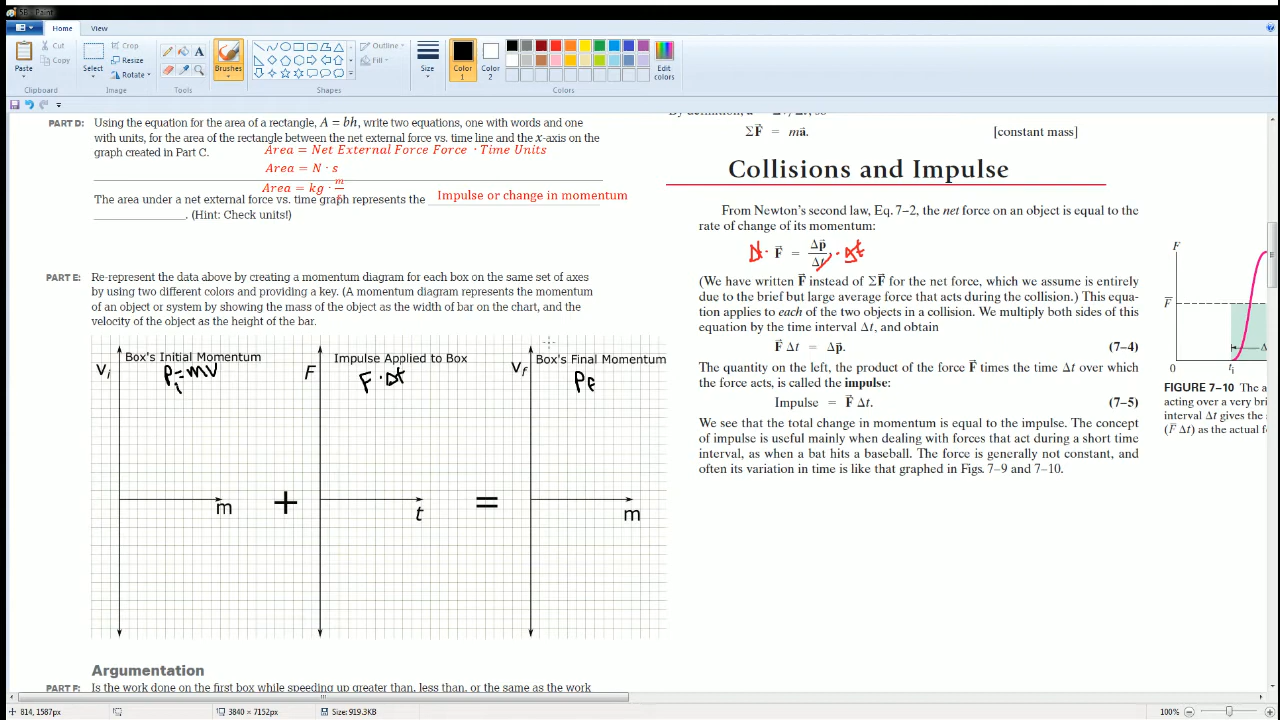 5B - Paint
Home View
Paste
Cut
Copy
Clipboard
Select
Crop
Resize
Rotate
Image
Tools
Brushes
Shapes
Outline
Fill
Size
Color 1
Color 2
Edit colors
Colors
PART D: Using the equation for the area of a rectangle, A = bh, write two equations, one with words and one
with units, for the area of the rectangle between the net external force vs. time line and the x-axis on the
graph created in Part C.
Area = Net External Force Force · Time Units
Area = N · s
Area = kg · m/s
The area under a net external force vs. time graph represents the Impulse or change in momentum
. (Hint: Check units!)
PART E: Re-represent the data above by creating a momentum diagram for each box on the same set of axes
by using two different colors and providing a key. (A momentum diagram represents the momentum
of an object or system by showing the mass of the object as the width of bar on the chart, and the
velocity of the object as the height of the bar.
Vi Box's Initial Momentum
Pi = mv
m
+
F Impulse Applied to Box
F · Δt
t
=
Vf Box's Final Momentum
m
Argumentation
PART F: Is the work done on the first box while speeding up greater than, less than, or the same as the work
ΣF⃗ = ma⃗. [constant mass]
Collisions and Impulse
From Newton's second law, Eq. 7–2, the net force on an object is equal to the
rate of change of its momentum:
Δt · F⃗ = Δp⃗/Δt · Δt
(We have written F⃗ instead of ΣF⃗ for the net force, which we assume is entirely
due to the brief but large average force that acts during the collision.) This equa-
tion applies to each of the two objects in a collision. We multiply both sides of
this equation by the time interval Δt, and obtain
F⃗ Δt = Δp⃗. (7–4)
The quantity on the left, the product of the force F⃗ times the time Δt over which
the force acts, is called the impulse:
Impulse = F⃗ Δt. (7–5)
We see that the total change in momentum is equal to the impulse. The concept
of impulse is useful mainly when dealing with forces that act during a short time
interval, as when a bat hits a baseball. The force is generally not constant, and
often its variation in time is like that graphed in Figs. 7–9 and 7–10.
F
F̄
0 ti
FIGURE 7–10 The a
acting over a very bri
interval Δt gives the s
(F̄ Δt) as the actual fo
814, 1587px
3840 × 7152px
Size: 919.3KB
100%